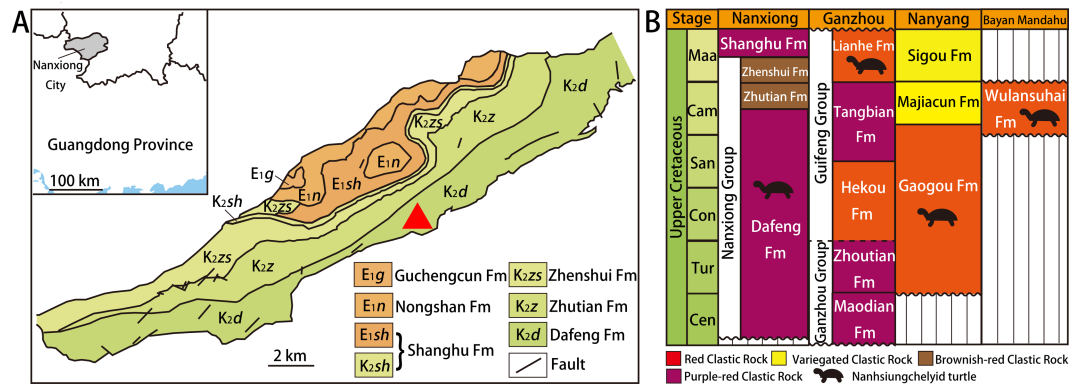 A
Nanxiong
City
Guangdong Province
100 km
K2d
K2z
K2zs
E1n
E1g
E1sh
E1n
K2sh
K2zs
K2d
K2zs
K2z
K2d
2 km
E1g Guchengcun Fm
K2zs Zhenshui Fm
E1n Nongshan Fm
K2z Zhutian Fm
E1sh
K2sh
} Shanghu Fm
K2d Dafeng Fm
Fault
B
Stage Nanxiong Ganzhou Nanyang Bayan Mandahu
Upper Cretaceous
Maa
Cam
San
Con
Tur
Cen
Shanghu Fm
Nanxiong Group
Zhenshui Fm
Zhutian Fm
Dafeng
Fm
Guifeng Group
Ganzhou Group
Lianhe Fm
Tangbian
Fm
Hekou
Fm
Zhoutian
Fm
Maodian
Fm
Sigou Fm
Majiacun Fm
Gaogou Fm
Wulansuhai
Fm
Red Clastic Rock Variegated Clastic Rock Brownish-red Clastic Rock
Purple-red Clastic Rock Nanhsiungchelyid turtle